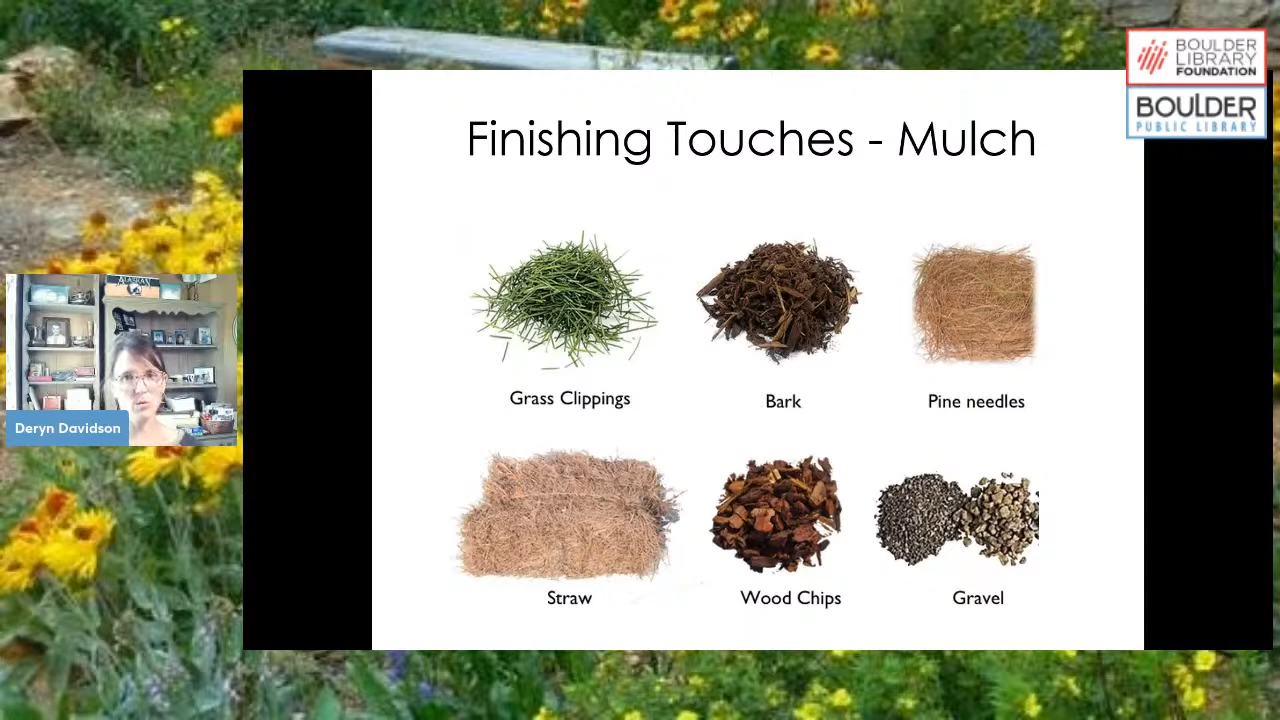 BOULDER
LIBRARY
FOUNDATION
BOULDER
PUBLIC LIBRARY
Finishing Touches - Mulch
Grass Clippings
Bark
Pine needles
Straw
Wood Chips
Gravel
ALASKAN
Deryn Davidson